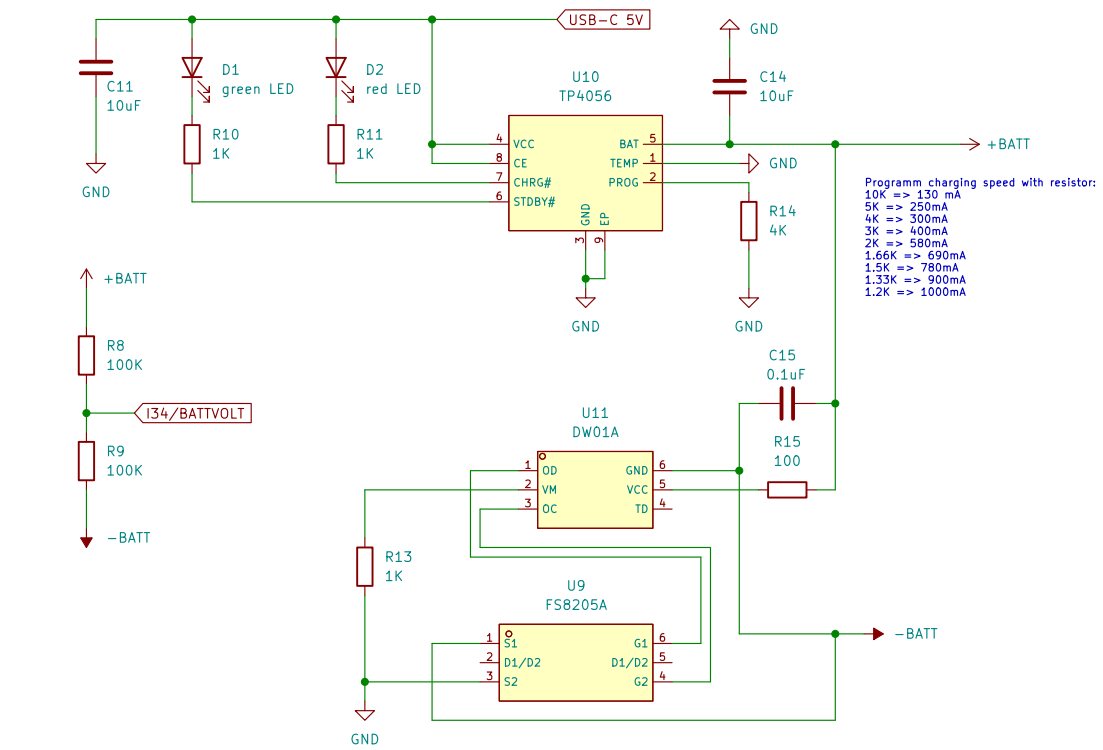 USB-C 5V
GND
D1
green LED
D2
red LED
C11
10uF
U10
TP4056
C14
10uF
R10
1K
R11
1K
4
VCC
8
CE
7
CHRG#
6
STDBY#
BAT
5
TEMP
1
PROG
2
GND
EP
3
9
+BATT
GND
GND
Programm charging speed with resistor:
10K => 130 mA
5K => 250mA
4K => 300mA
3K => 400mA
2K => 580mA
1.66K => 690mA
1.5K => 780mA
1.33K => 900mA
1.2K => 1000mA
R14
4K
GND
GND
+BATT
R8
100K
I34/BATTVOLT
R9
100K
-BATT
C15
0.1uF
R15
100
U11
DW01A
1
OD
2
VM
3
OC
GND
6
VCC
5
TD
4
R13
1K
U9
FS8205A
1
S1
2
D1/D2
3
S2
G1
6
D1/D2
5
G2
4
-BATT
GND